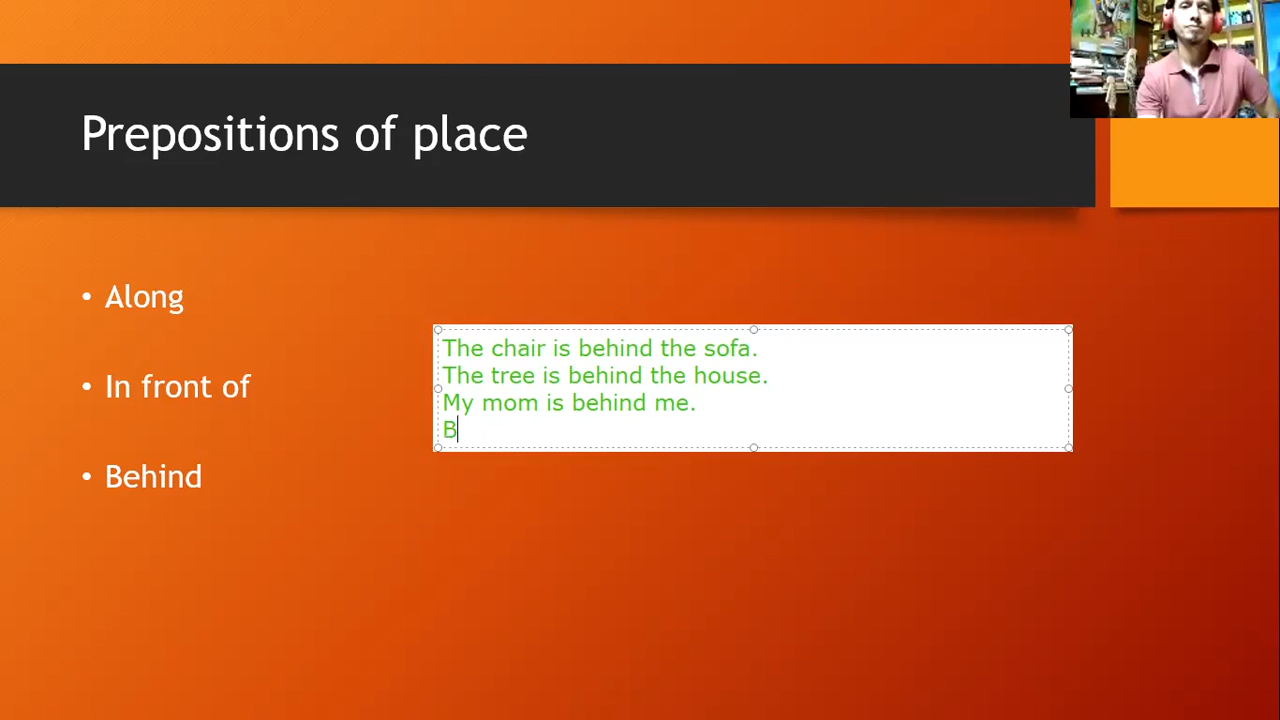 Prepositions of place
• Along
• In front of
• Behind
The chair is behind the sofa.
The tree is behind the house.
My mom is behind me.
B